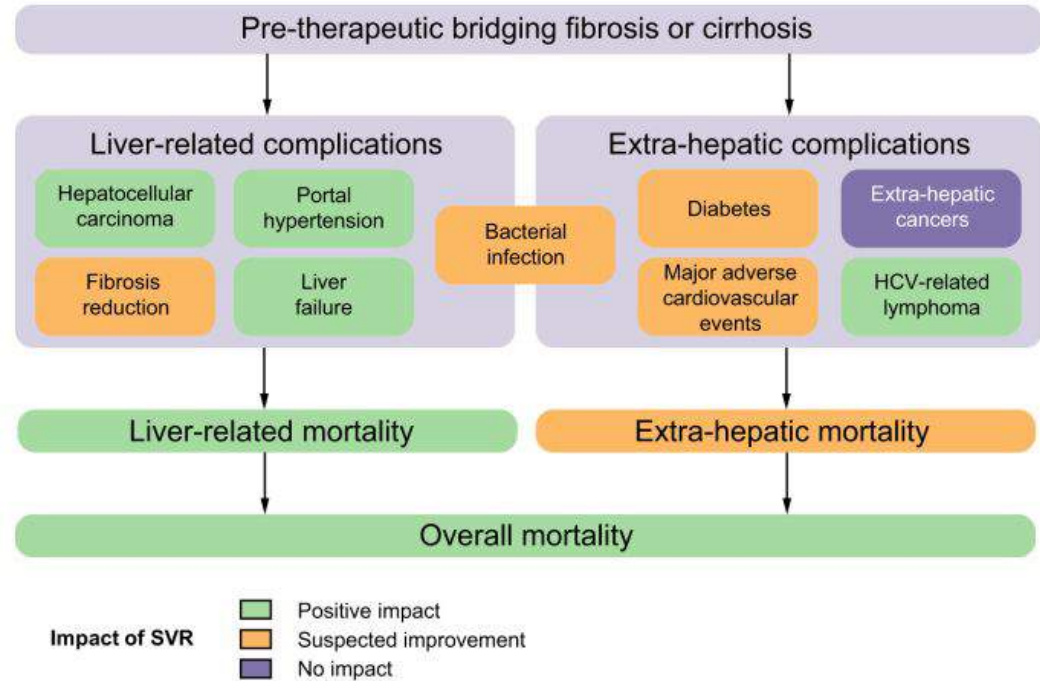 Pre-therapeutic bridging fibrosis or cirrhosis
Liver-related complications
Hepatocellular
carcinoma
Portal
hypertension
Fibrosis
reduction
Liver
failure
Bacterial
infection
Extra-hepatic complications
Diabetes
Extra-hepatic
cancers
Major adverse
cardiovascular
events
HCV-related
lymphoma
Liver-related mortality
Extra-hepatic mortality
Overall mortality
Impact of SVR
Positive impact
Suspected improvement
No impact